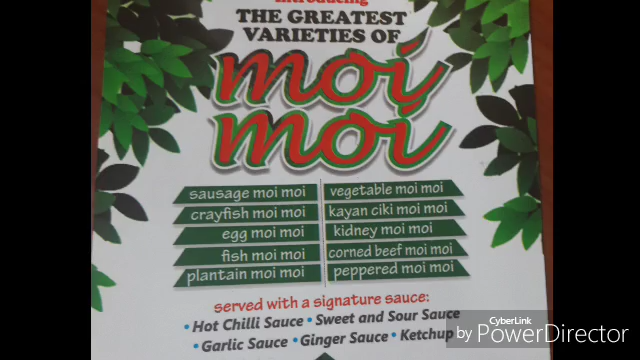 Introducing
THE GREATEST
VARIETIES OF
moi
moi
sausage moi moi
vegetable moi moi
crayfish moi moi
kayan ciki moi moi
egg moi moi
kidney moi moi
fish moi moi
corned beef moi moi
plantain moi moi
peppered moi moi
served with a signature sauce:
• Hot Chilli Sauce • Sweet and Sour Sauce
• Garlic Sauce • Ginger Sauce • Ketchup
CyberLink
by PowerDirector